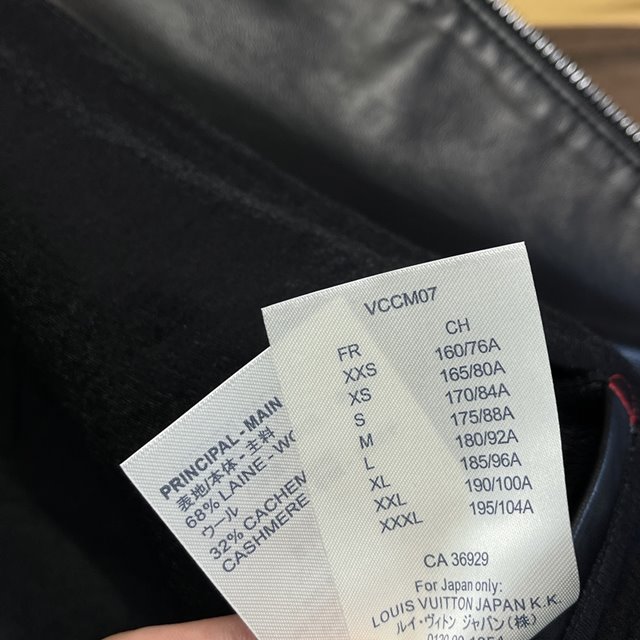 VCCM07
FR CH
XXS 160/76A
XS 165/80A
S 170/84A
M 175/88A
L 180/92A
XL 185/96A
XXL 190/100A
XXXL 195/104A
CA 36929
For Japan only:
LOUIS VUITTON JAPAN K.K.
ルイ・ヴィトン ジャパン(株)
PRINCIPAL - MAIN
表地/本体・主料
68% LAINE - WO
ウール
32% CACHEM
CASHMERE